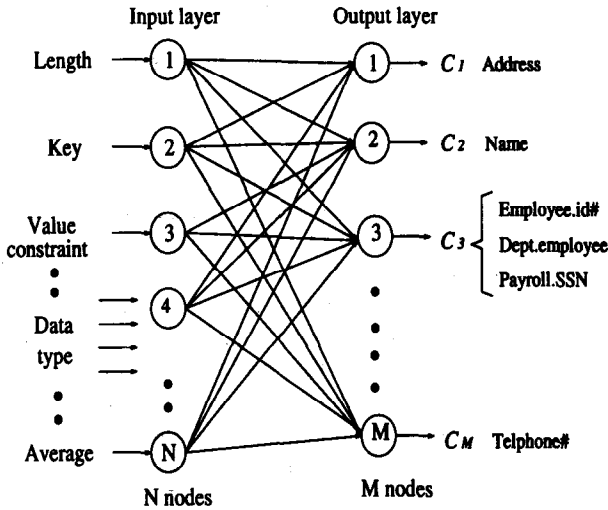 Input layer
Output layer
Length
1
1
C1 Address
Key
2
2
C2 Name
Value
constraint
3
3
C3
Employee.id#
Dept.employee
Payroll.SSN
4
Data
type
Average
N
M
CM Telphone#
N nodes
M nodes